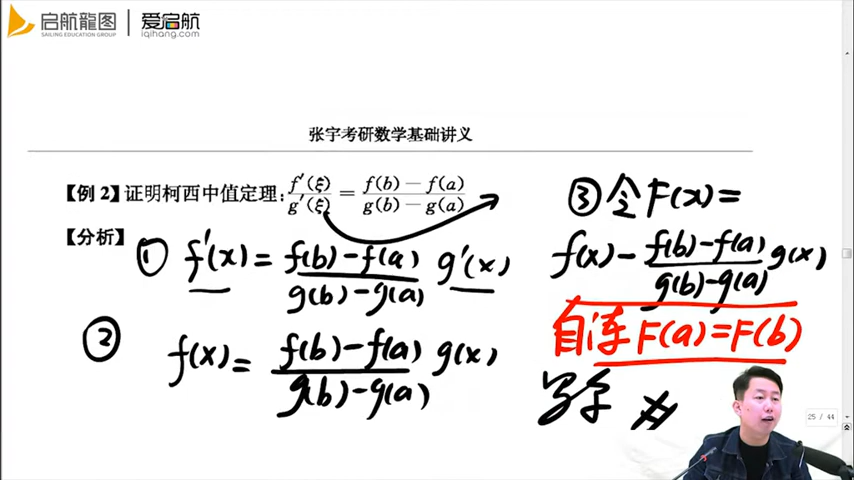 启航龍图
SAILING EDUCATION GROUP
爱启航
iqihang.com
张宇考研数学基础讲义
【例2】证明柯西中值定理: f′(ξ)/g′(ξ) = f(b)−f(a)/g(b)−g(a)
【分析】
① f′(x) = f(b)−f(a)/g(b)−g(a) g′(x)
② f(x) = f(b)−f(a)/g(b)−g(a) g(x)
③ 令 F(x) =
f(x) − f(b)−f(a)/g(b)−g(a) g(x)
F(a)=F(b)
25 / 44